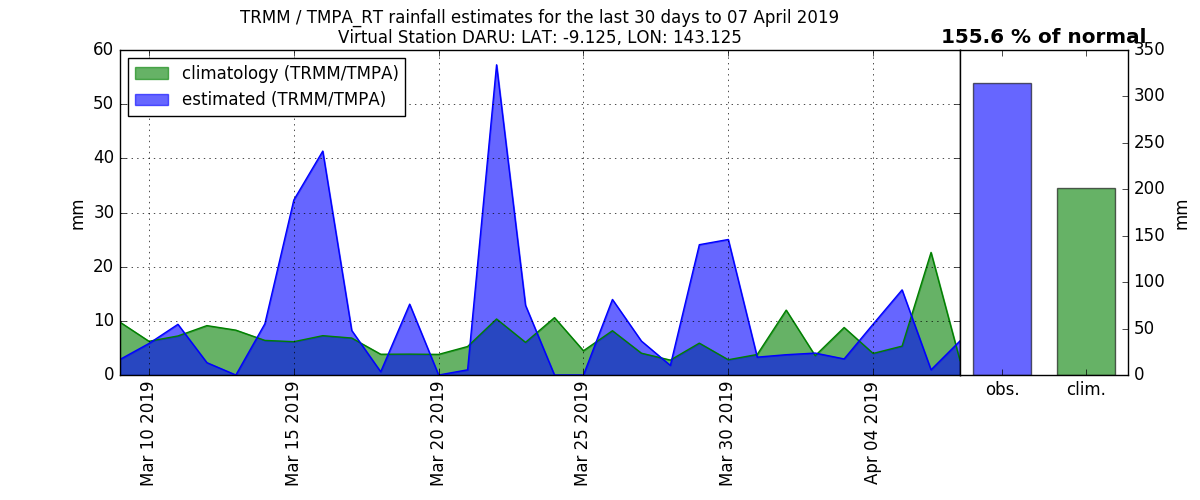 TRMM / TMPA_RT rainfall estimates for the last 30 days to 07 April 2019
Virtual Station DARU: LAT: -9.125, LON: 143.125
155.6 % of normal
climatology (TRMM/TMPA)
estimated (TRMM/TMPA)
60
50
40
30
20
10
0
mm
Mar 10 2019
Mar 15 2019
Mar 20 2019
Mar 25 2019
Mar 30 2019
Apr 04 2019
obs.
clim.
350
300
250
200
150
100
50
0
mm